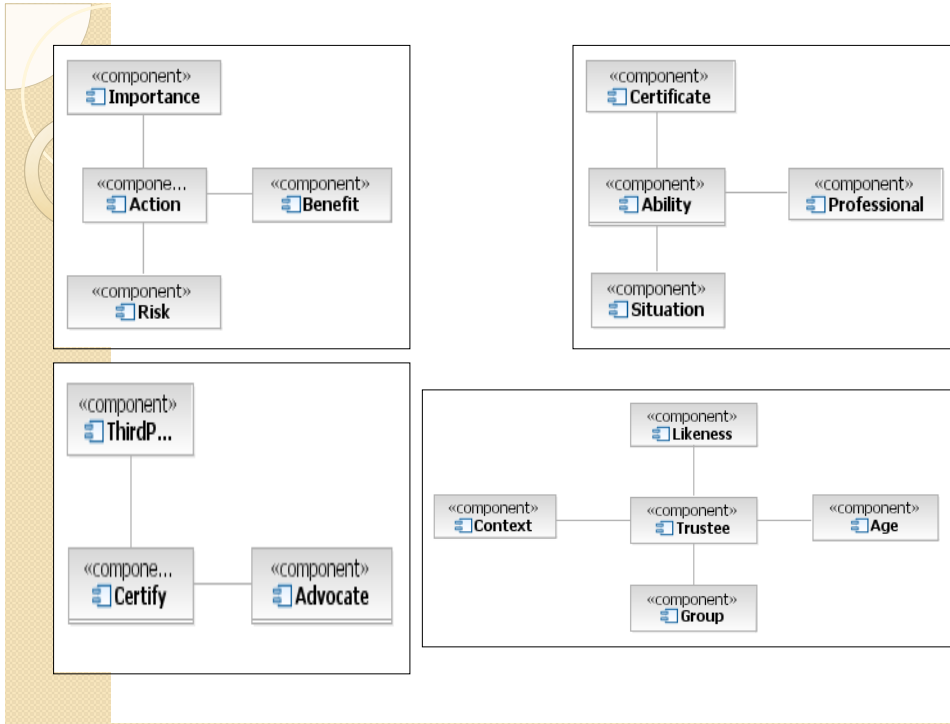 «component»
Importance
«compone...
Action
«component»
Benefit
«component»
Risk
«component»
Certificate
«component»
Ability
«component»
Professional
«component»
Situation
«component»
ThirdP...
«compone...
Certify
«component»
Advocate
«component»
Likeness
«component»
Context
«component»
Trustee
«component»
Age
«component»
Group